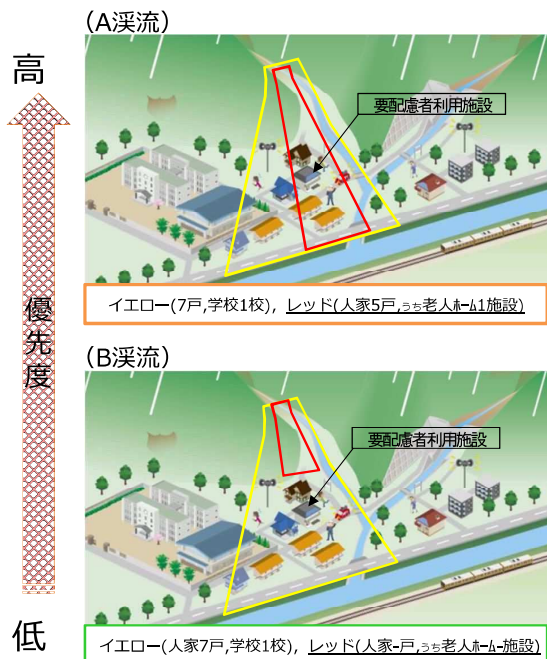 (A渓流)
高
要配慮者利用施設
イエロー(7戸,学校1校), レッド(人家5戸,うち老人ホーム1施設)
優先度
(B渓流)
要配慮者利用施設
低
イエロー(人家7戸,学校1校), レッド(人家-戸,うち老人ホーム-施設)